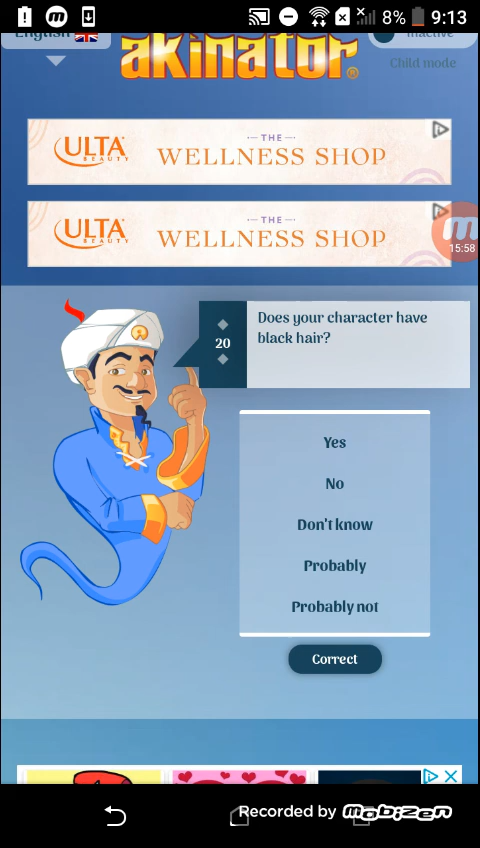 8% 9:13
English
Inactive
akinator®
Child mode
ULTA
BEAUTY
THE
WELLNESS SHOP
ULTA
BEAUTY
THE
WELLNESS SHOP
15:58
20
Does your character have
black hair?
Yes
No
Don't know
Probably
Probably not
Correct
Recorded by MOBIZEN